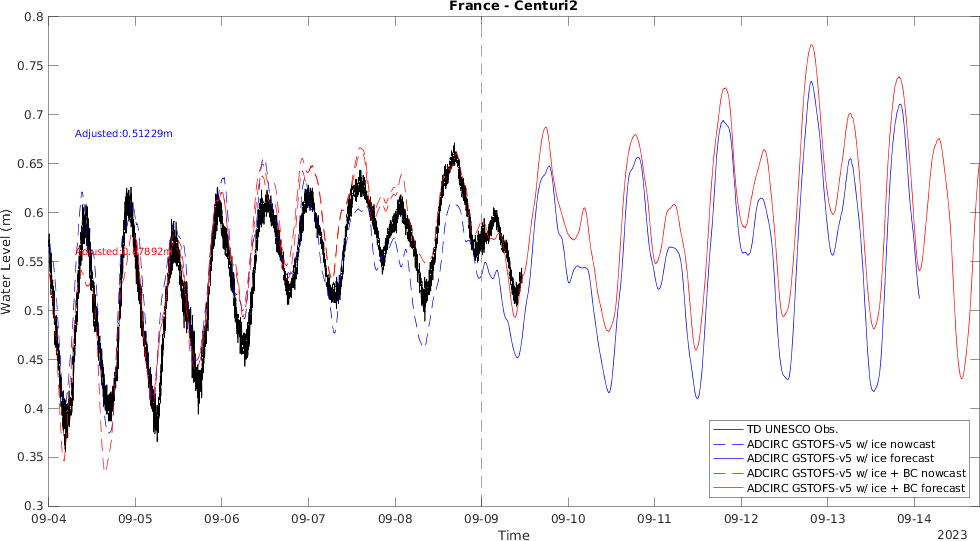 France - Centuri2
Water Level (m)
0.8
0.75
0.7
0.65
0.6
0.55
0.5
0.45
0.4
0.35
0.3
Adjusted:0.51229m
TD UNESCO Obs.
ADCIRC GSTOFS-v5 w/ ice nowcast
ADCIRC GSTOFS-v5 w/ ice forecast
ADCIRC GSTOFS-v5 w/ ice + BC nowcast
ADCIRC GSTOFS-v5 w/ ice + BC forecast
09-04 09-05 09-06 09-07 09-08 09-09 09-10 09-11 09-12 09-13 09-14
Time
2023